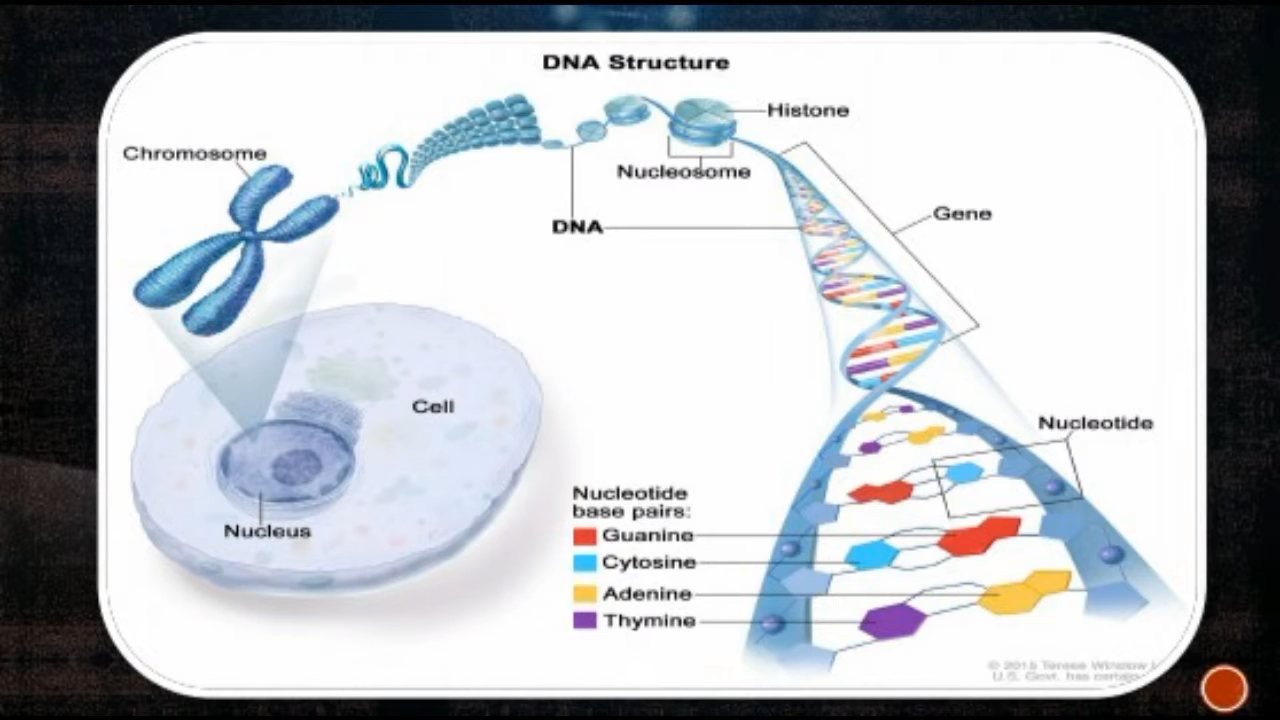 DNA Structure
Histone
Chromosome
Nucleosome
Gene
DNA
Cell
Nucleotide
Nucleotide
base pairs:
Nucleus
Guanine
Cytosine
Adenine
Thymine
© 2015 Terese Winslow
U.S. Govt. has certain